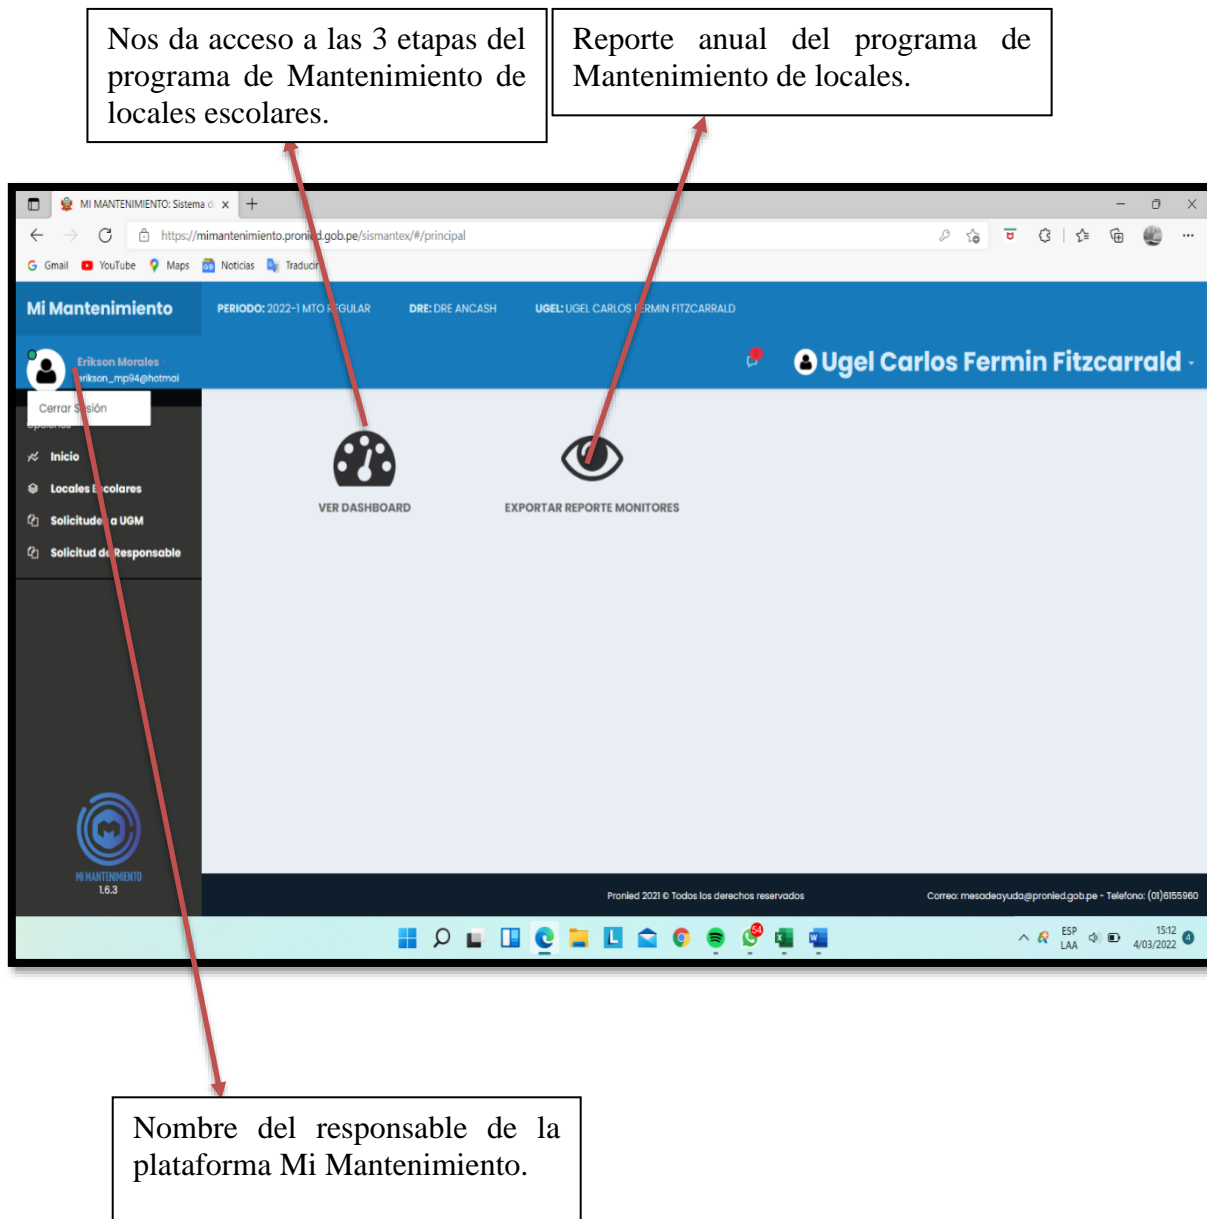 Nos da acceso a las 3 etapas del
programa de Mantenimiento de
locales escolares.
Reporte anual del programa de
Mantenimiento de locales.
MI MANTENIMIENTO: Sistema d
https://mimantenimiento.pronied.gob.pe/sismantex/#/principal
Gmail YouTube Maps Noticias Traducir
Mi Mantenimiento
PERIODO: 2022-1 MTO REGULAR DRE: DRE ANCASH UGEL: UGEL CARLOS FERMIN FITZCARRALD
Erikson Morales
erikson_mp94@hotmai
Ugel Carlos Fermin Fitzcarrald
Cerrar Sesión
Opciones
Inicio
Locales Escolares
Solicitudes a UGM
Solicitud de Responsable
VER DASHBOARD
EXPORTAR REPORTE MONITORES
MI MANTENIMIENTO
1.6.3
Pronied 2021 © Todos los derechos reservados
Correo: mesadeayuda@pronied.gob.pe - Telefono: (01)6155960
54
ESP
LAA
15:12
4/03/2022
4
Nombre del responsable de la
plataforma Mi Mantenimiento.